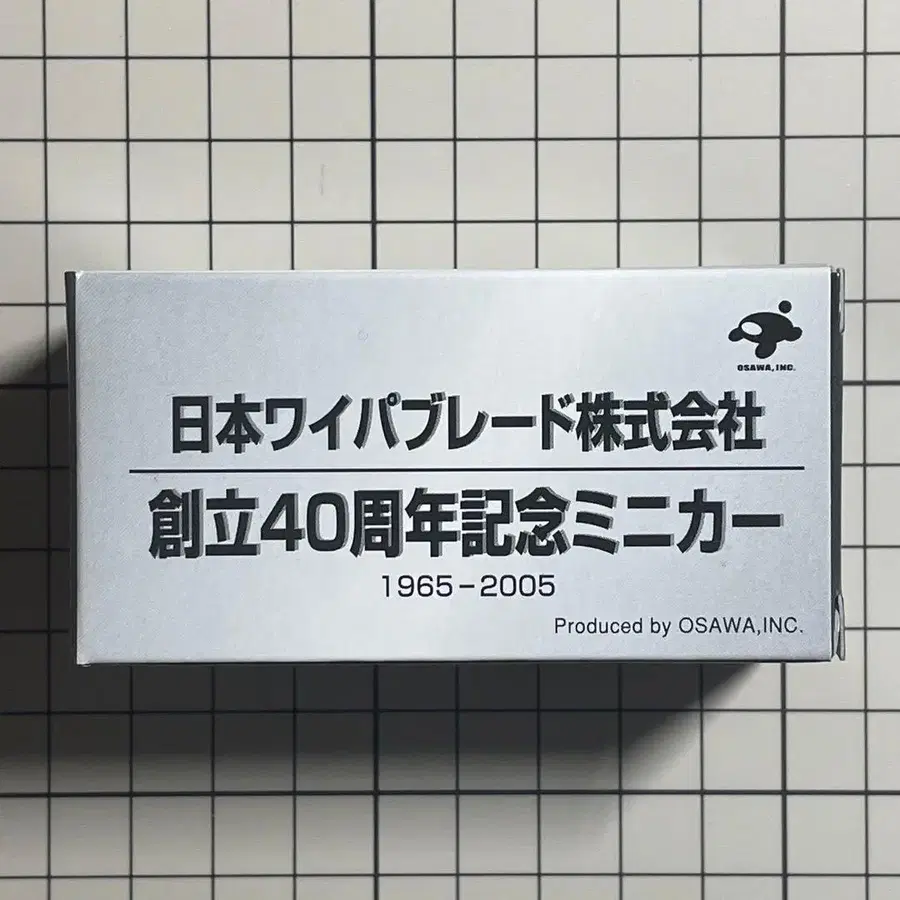 OSAWA, INC.
日本ワイパブレード株式会社
創立40周年記念ミニカー
1965-2005
Produced by OSAWA,INC.